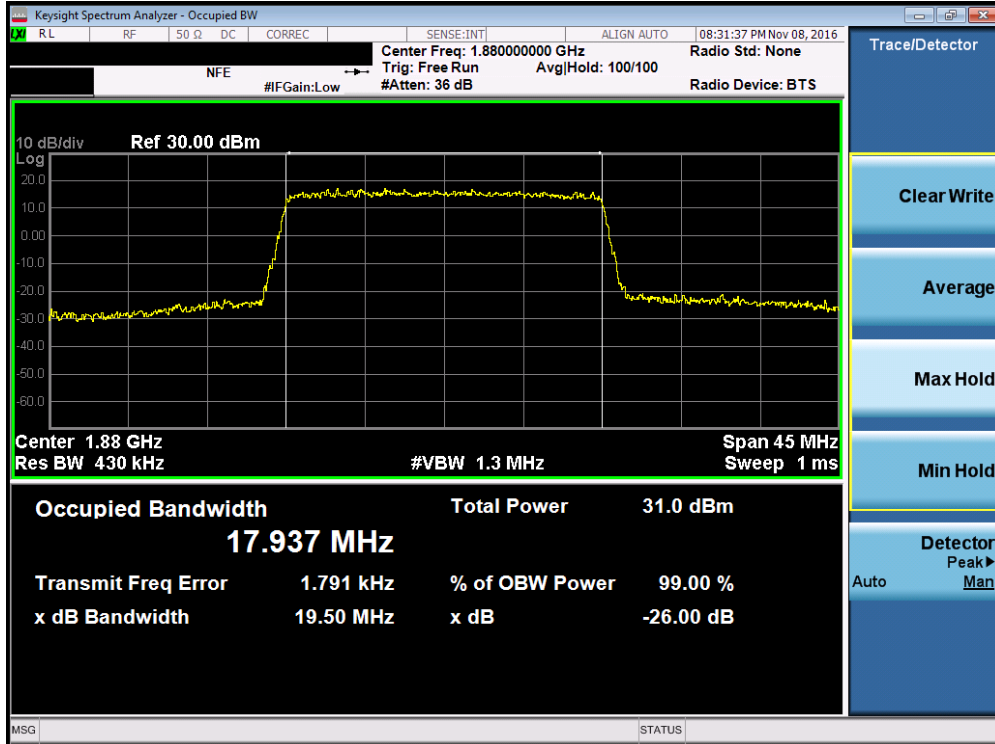 Keysight Spectrum Analyzer - Occupied BW
LXI RL RF 50 Ω DC CORREC SENSE:INT ALIGN AUTO 08:31:37 PM Nov 08, 2016
Center Freq: 1.880000000 GHz Radio Std: None
NFE Trig: Free Run Avg|Hold: 100/100
#IFGain:Low #Atten: 36 dB Radio Device: BTS
10 dB/div Ref 30.00 dBm
Log
20.0
10.0
0.00
-10.0
-20.0
-30.0
-40.0
-50.0
-60.0
Center 1.88 GHz Span 45 MHz
Res BW 430 kHz #VBW 1.3 MHz Sweep 1 ms
Occupied Bandwidth Total Power 31.0 dBm
17.937 MHz
Transmit Freq Error 1.791 kHz % of OBW Power 99.00 %
x dB Bandwidth 19.50 MHz x dB -26.00 dB
MSG STATUS
Trace/Detector
Clear Write
Average
Max Hold
Min Hold
Detector
Peak▶
Auto Man